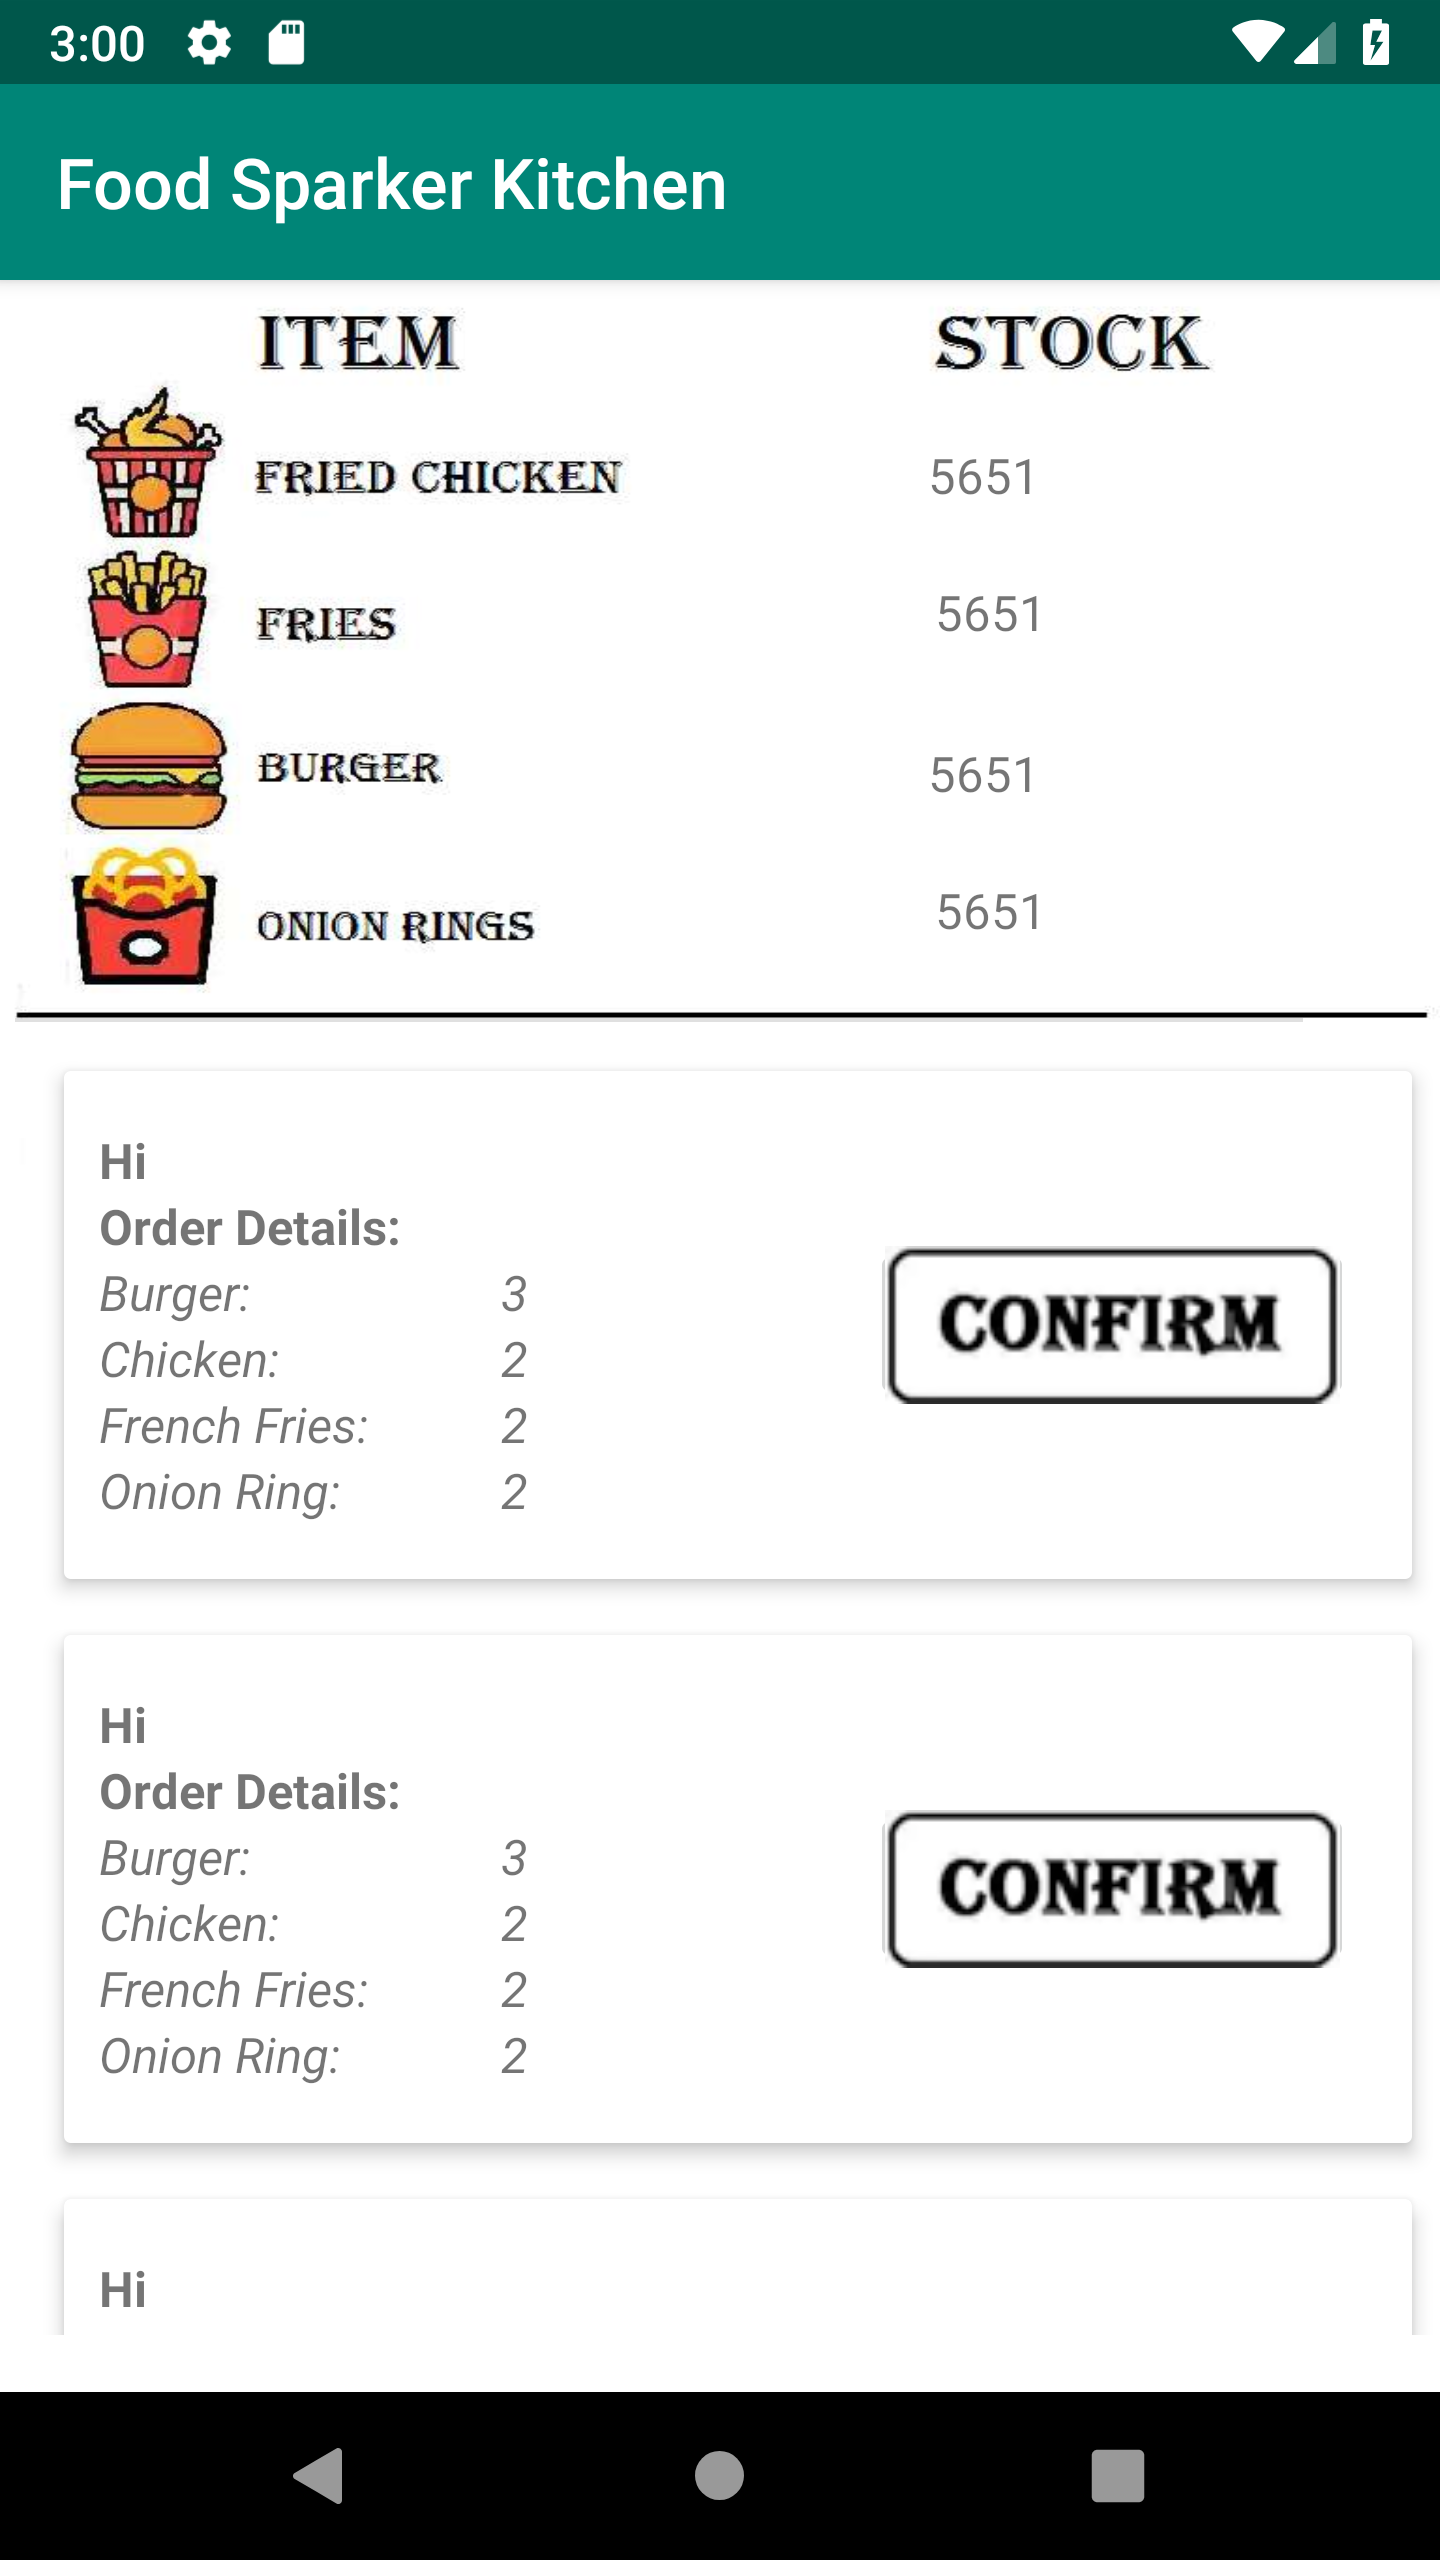 3:00
Food Sparker Kitchen
ITEM STOCK
FRIED CHICKEN 5651
FRIES 5651
BURGER 5651
ONION RINGS 5651
Hi
Order Details:
Burger: 3
Chicken: 2
French Fries: 2
Onion Ring: 2
CONFIRM
Hi
Order Details:
Burger: 3
Chicken: 2
French Fries: 2
Onion Ring: 2
CONFIRM
Hi